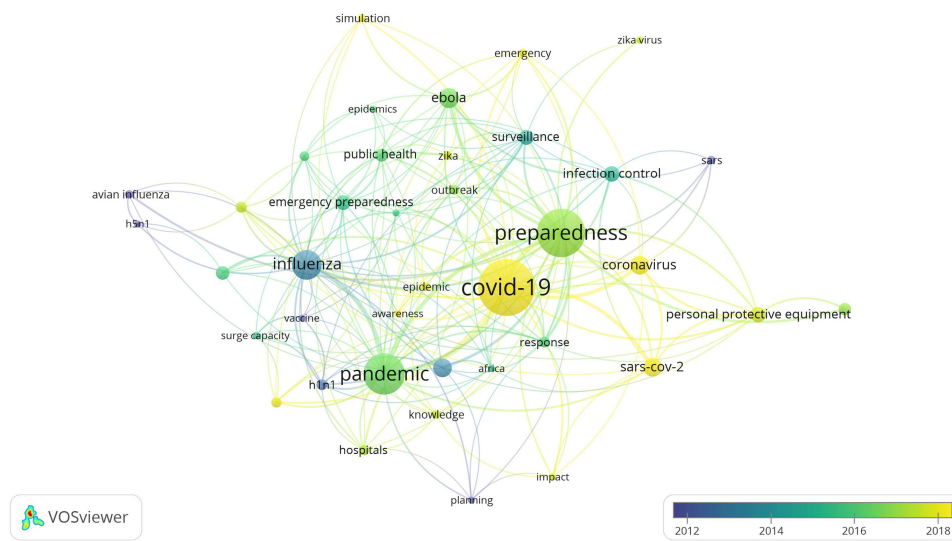 simulation
zika virus
emergency
ebola
epidemics
surveillance
public health
zika
sars
infection control
outbreak
avian influenza
emergency preparedness
h5n1
preparedness
influenza
coronavirus
epidemic
covid-19
awareness
personal protective equipment
vaccine
surge capacity
response
sars-cov-2
africa
pandemic
h1n1
knowledge
hospitals
impact
planning
VOSviewer
2012
2014
2016
2018